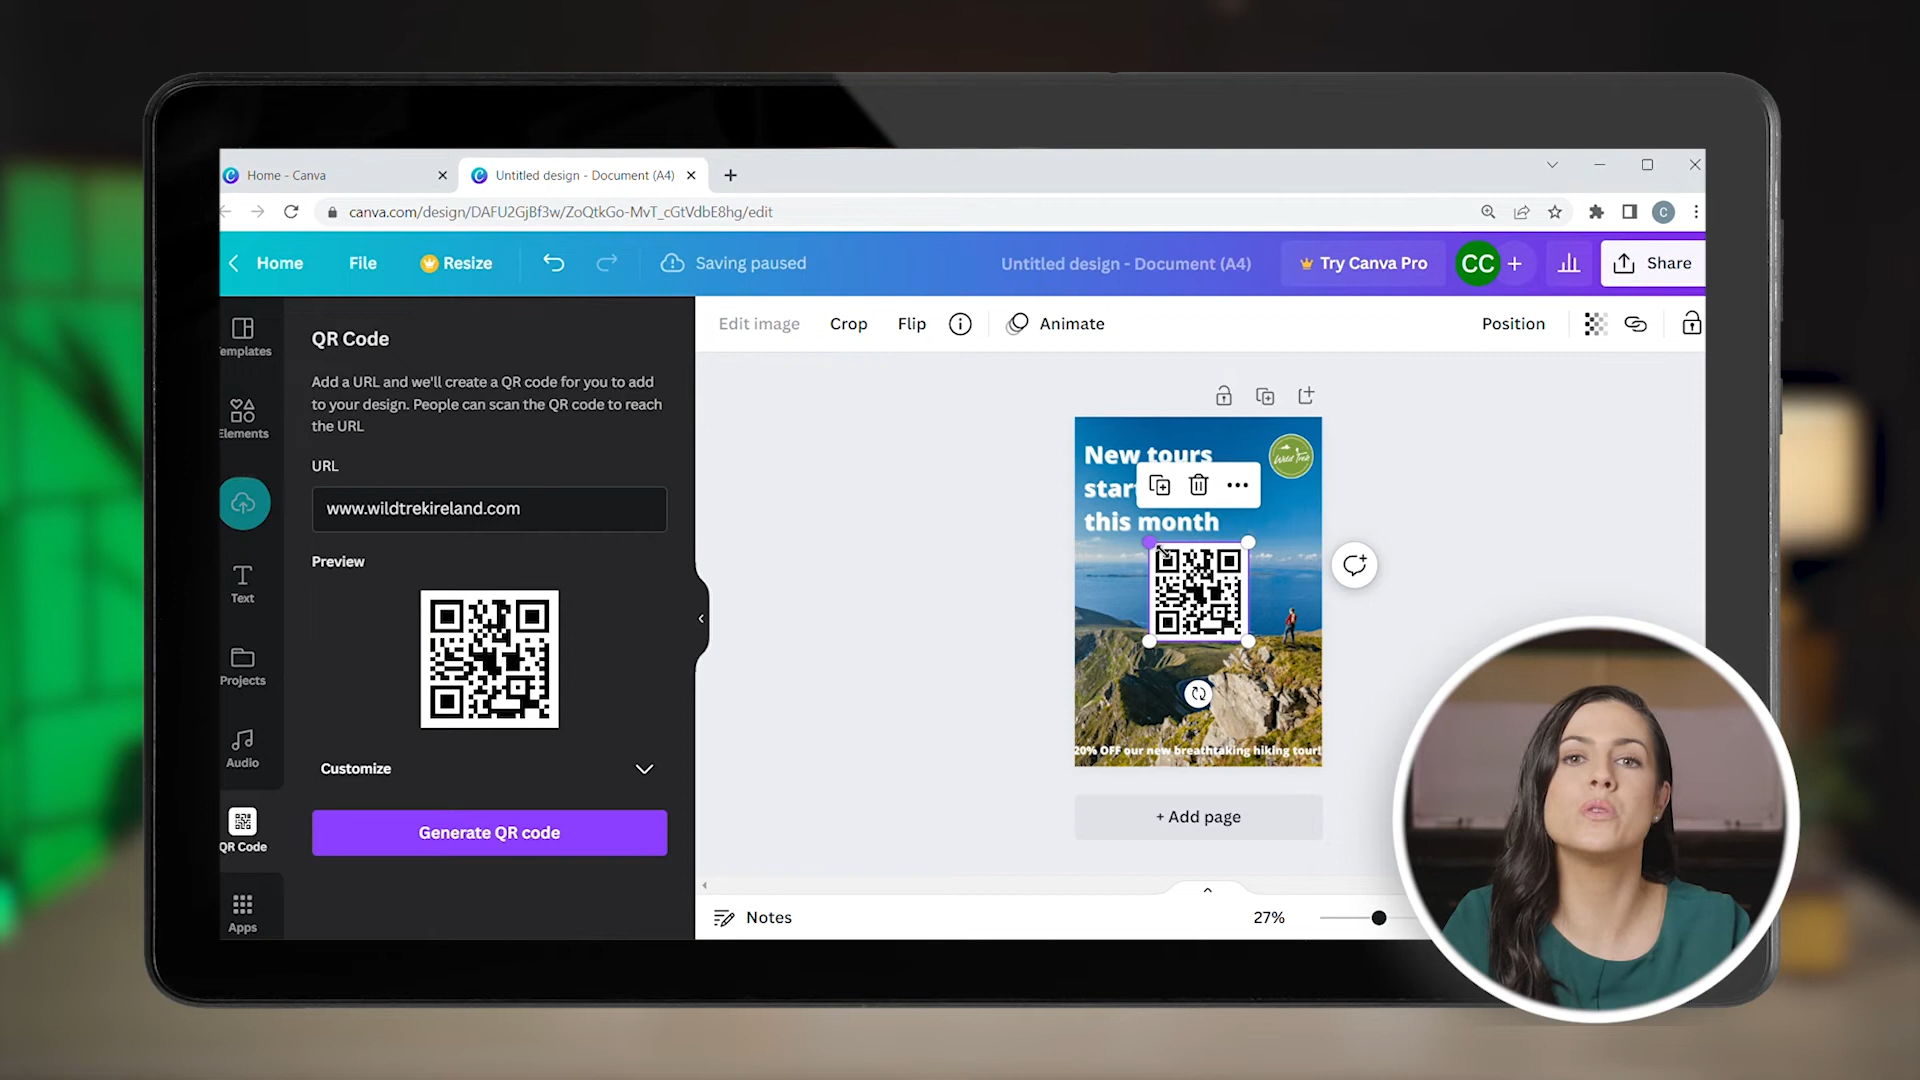 Home - Canva
Untitled design - Document (A4)
canva.com/design/DAFU2GjBf3w/ZoQtkGo-MvT_cGtVdbE8hg/edit
C
Home
File
Resize
Saving paused
Untitled design - Document (A4)
Try Canva Pro
CC
Share
emplates
Elements
Text
Projects
Audio
QR Code
Apps
QR Code
Add a URL and we'll create a QR code for you to add
to your design. People can scan the QR code to reach
the URL
URL
www.wildtrekireland.com
Preview
Customize
Generate QR code
Edit image
Crop
Flip
Animate
Position
New tours
star
this month
Wild Trek
20% OFF our new breathtaking hiking tour!
+ Add page
Notes
27%